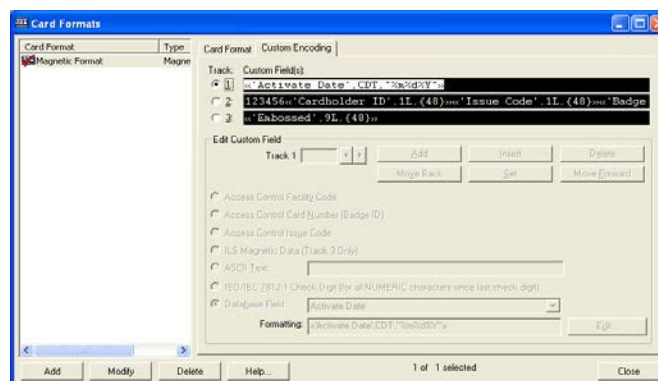 Card Formats
Card Format
Type
Magnetic Format
Magne
Card Format
Custom Encoding
Track:
Custom Field(s):
1: «'Activate Date',CDT,"%m%d%Y"»
2: 123456«'Cardholder ID',1L,{48}»«'Issue Code',1L,{48}»«'Badge
3: «'Embossed',9L,{48}»
Edit Custom Field
Track 1
Add
Insert
Delete
Move Back
Set
Move Forward
Access Control Facility Code
Access Control Card Number (Badge ID)
Access Control Issue Code
ILS Magnetic Data (Track 3 Only)
ASCII Text:
ISO/IEC 7812-1 Check Digit (for all NUMERIC characters since last check digit)
Database Field
Activate Date
Formatting:
«'Activate Date',CDT,"%m%d%Y"»
Edit...
Add
Modify
Delete
Help...
1 of 1 selected
Close